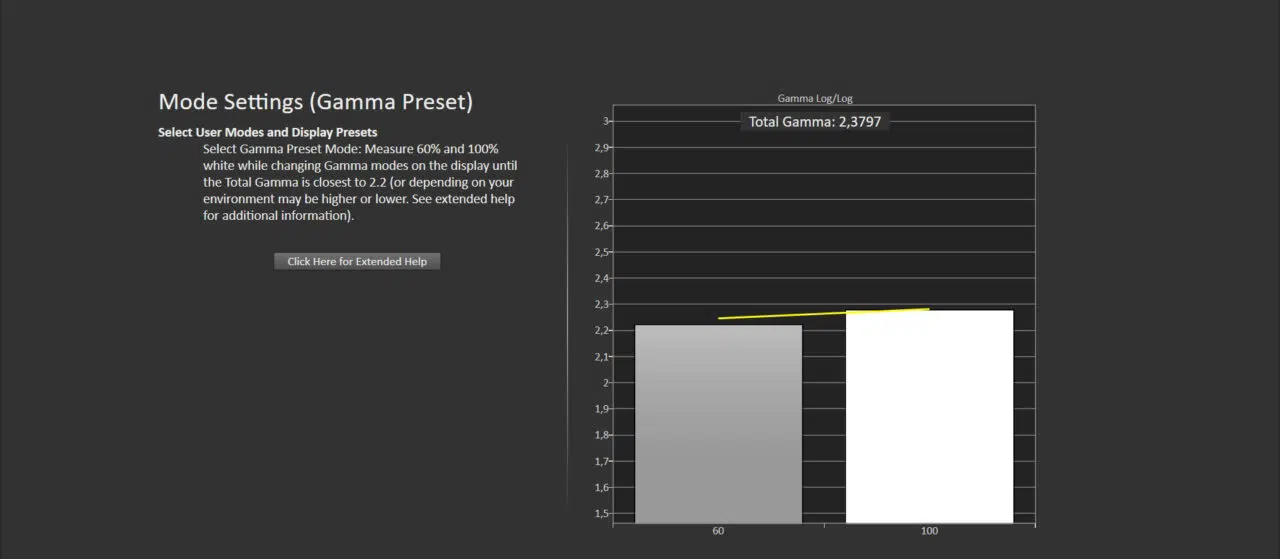 Mode Settings (Gamma Preset)
Select User Modes and Display Presets
Select Gamma Preset Mode: Measure 60% and 100%
white while changing Gamma modes on the display until
the Total Gamma is closest to 2.2 (or depending on your
environment may be higher or lower. See extended help
for additional information).
Click Here for Extended Help
Gamma Log/Log
Total Gamma: 2,3797
3
2,9
2,8
2,7
2,6
2,5
2,4
2,3
2,2
2,1
2
1,9
1,8
1,7
1,6
1,5
60 100